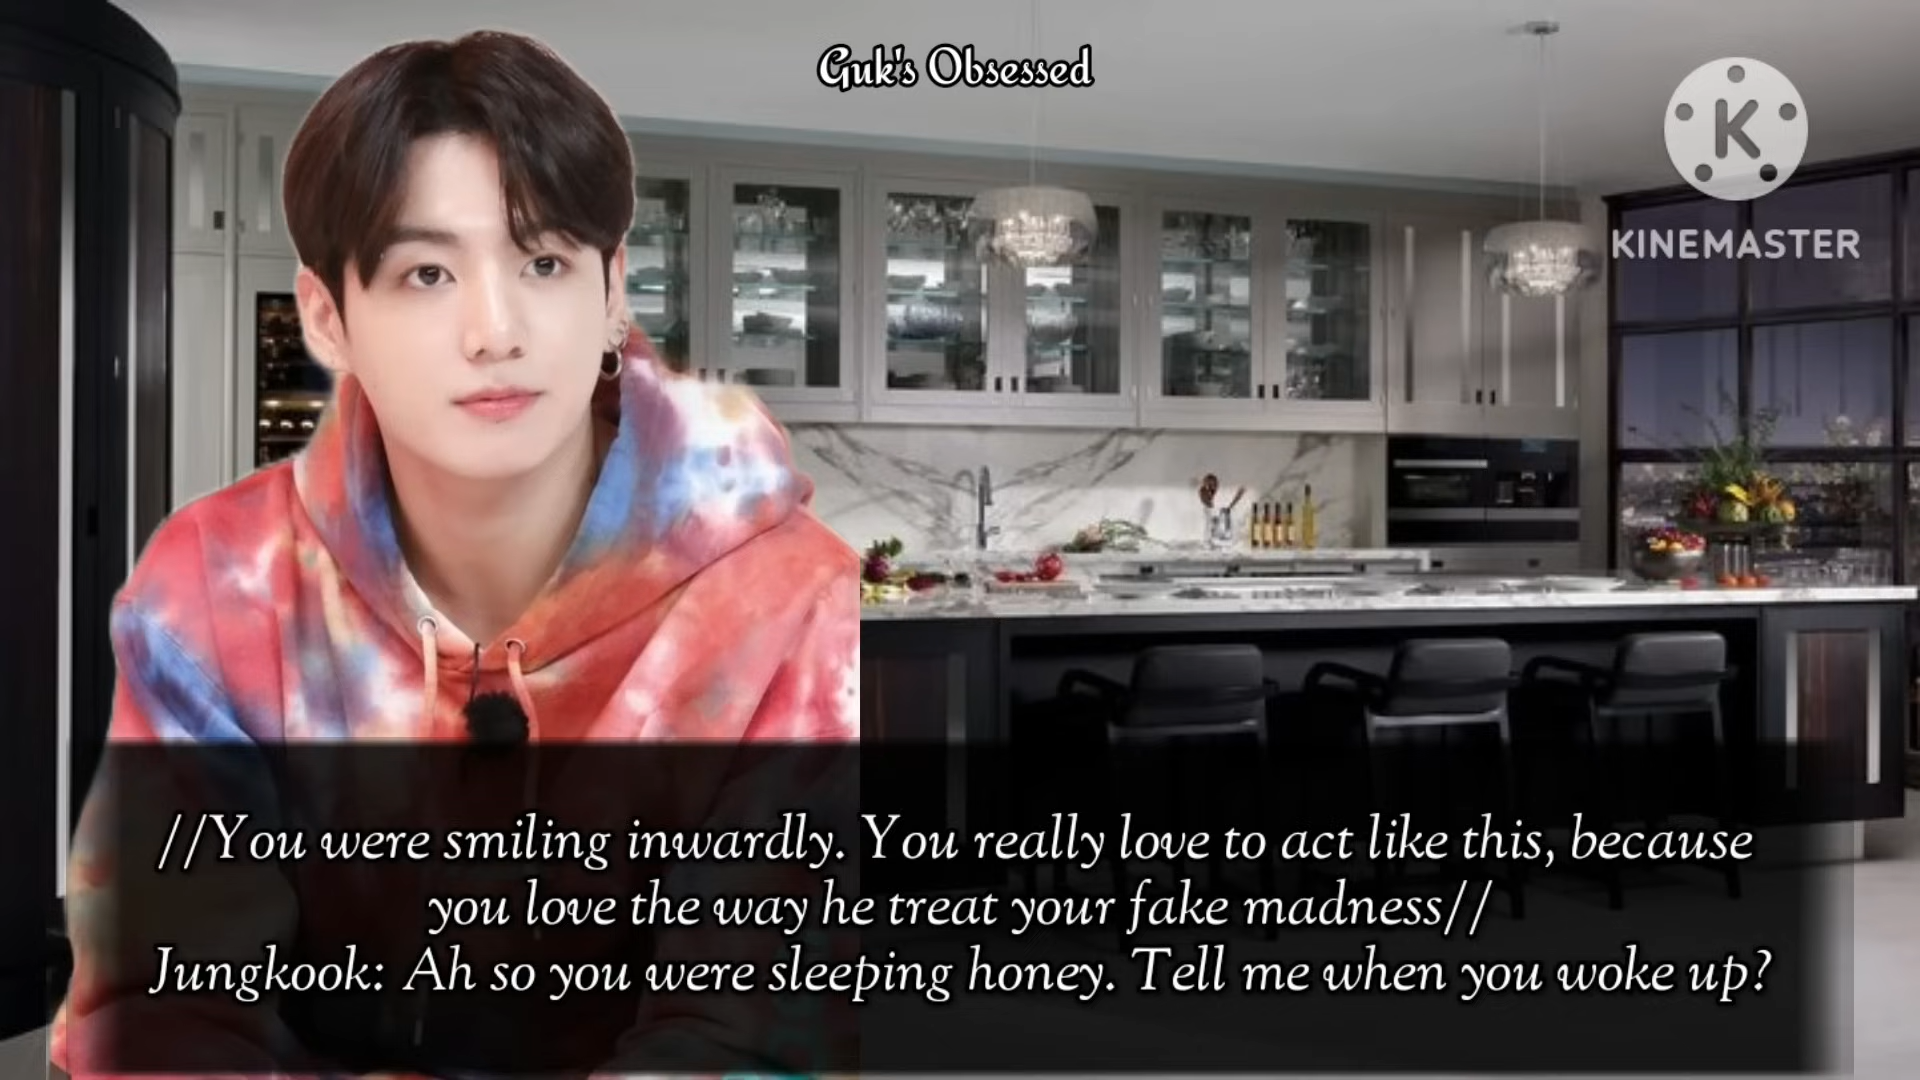 Guk's Obsessed
K
KINEMASTER
//You were smiling inwardly. You really love to act like this, because
you love the way he treat your fake madness//
Jungkook: Ah so you were sleeping honey. Tell me when you woke up?